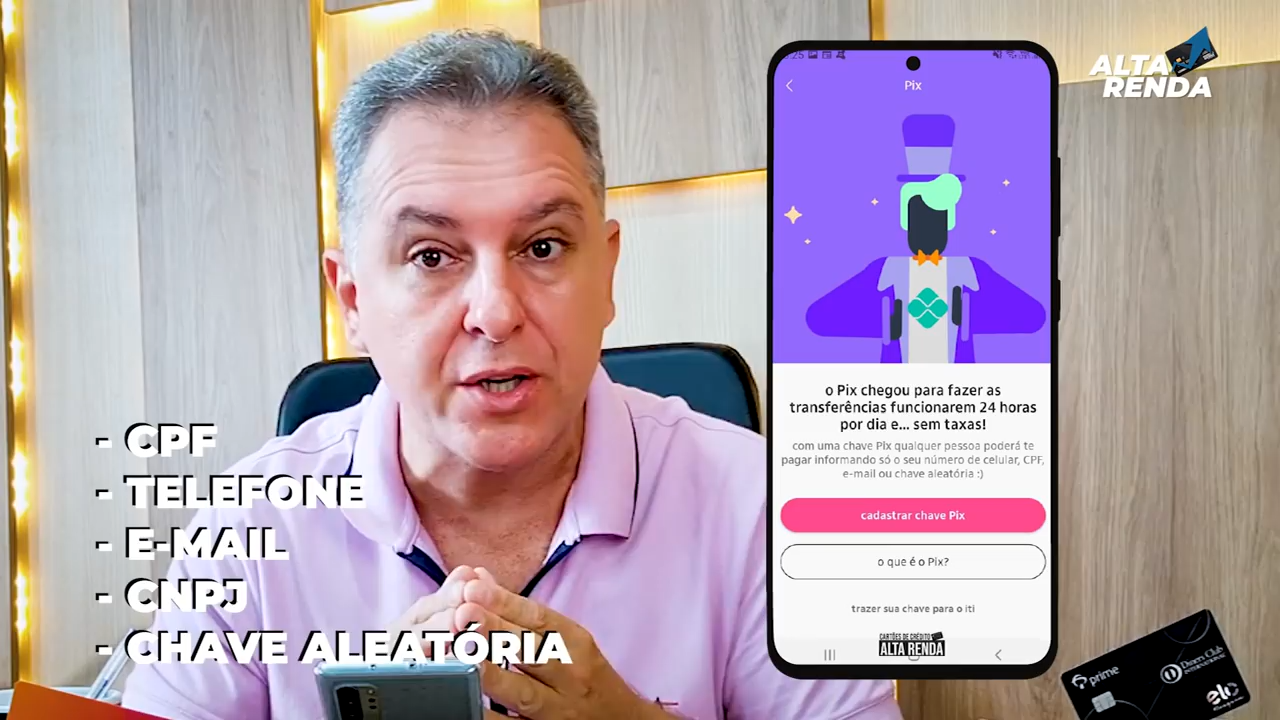 ALTA
RENDA
Pix
o Pix chegou para fazer as
transferências funcionarem 24 horas
por dia e... sem taxas!
com uma chave Pix qualquer pessoa poderá te
pagar informando só o seu número de celular, CPF,
e-mail ou chave aleatória :)
cadastrar chave Pix
o que é o Pix?
trazer sua chave para o iti
CARTÕES DE CRÉDITO
ALTA RENDA
- CPF
- TELEFONE
- E-MAIL
- CNPJ
- CHAVE ALEATÓRIA
prime
Diners Club
INTERNATIONAL
elo